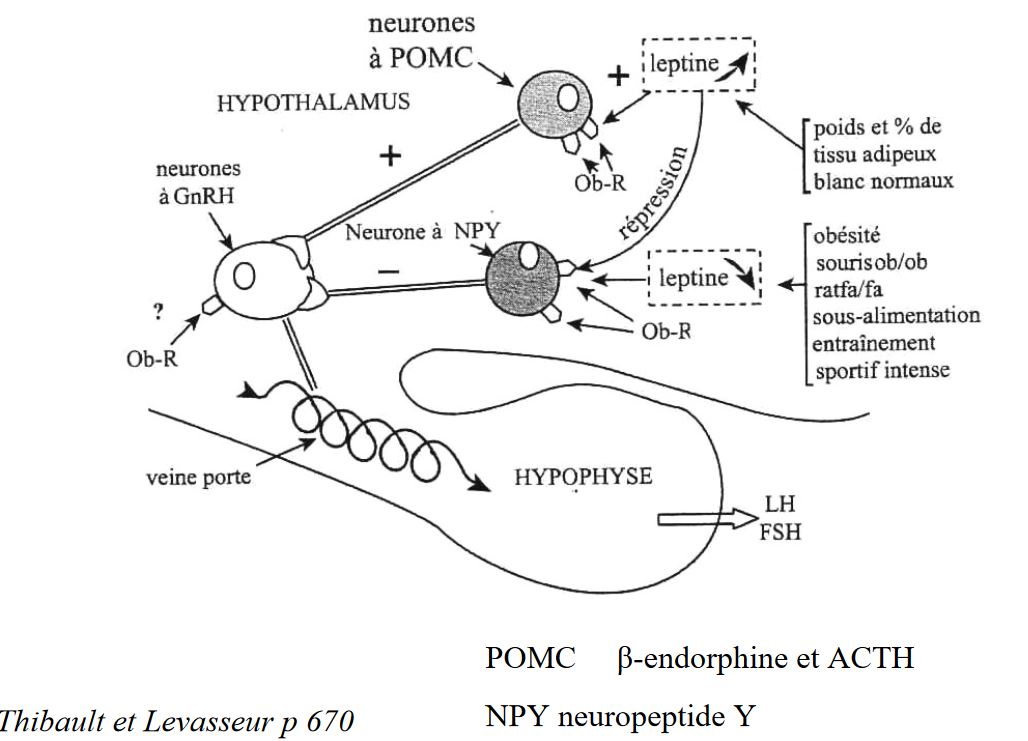 neurones
à POMC
+
leptine
HYPOTHALAMUS
poids et % de
tissu adipeux
blanc normaux
+
neurones
à GnRH
Ob-R
répression
Neurone à NPY
−
leptine
obésité
souris ob/ob
ratfa/fa
sous-alimentation
entraînement
sportif intense
?
Ob-R
Ob-R
veine porte
HYPOPHYSE
LH
FSH
POMC β-endorphine et ACTH
NPY neuropeptide Y
Thibault et Levasseur p 670